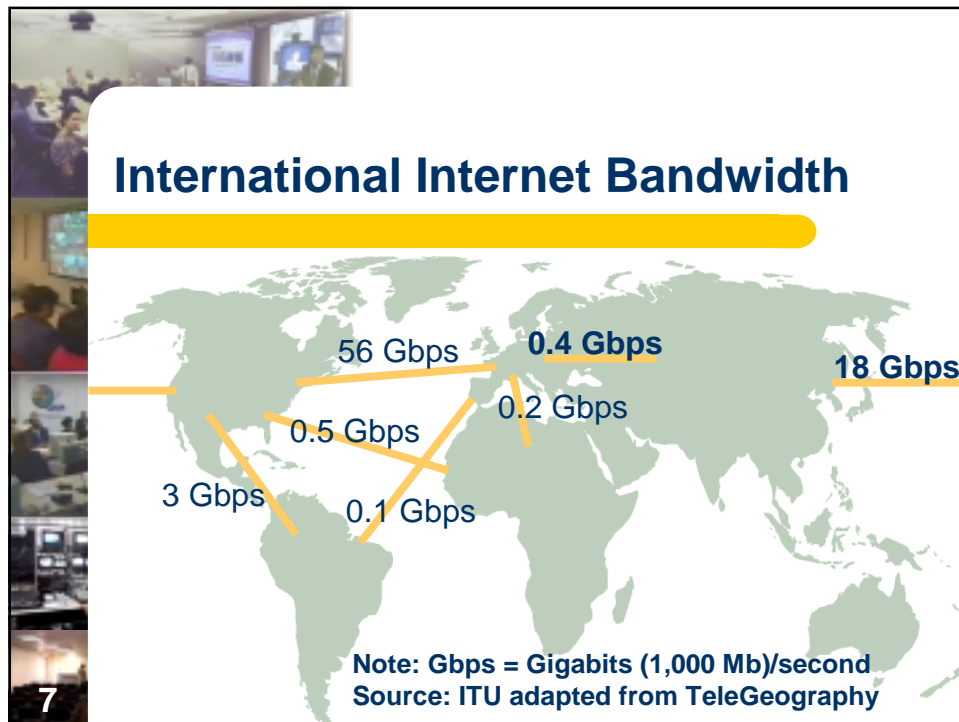 International Internet Bandwidth
56 Gbps
0.4 Gbps
18 Gbps
0.2 Gbps
0.5 Gbps
3 Gbps
0.1 Gbps
Note: Gbps = Gigabits (1,000 Mb)/second
Source: ITU adapted from TeleGeography
7